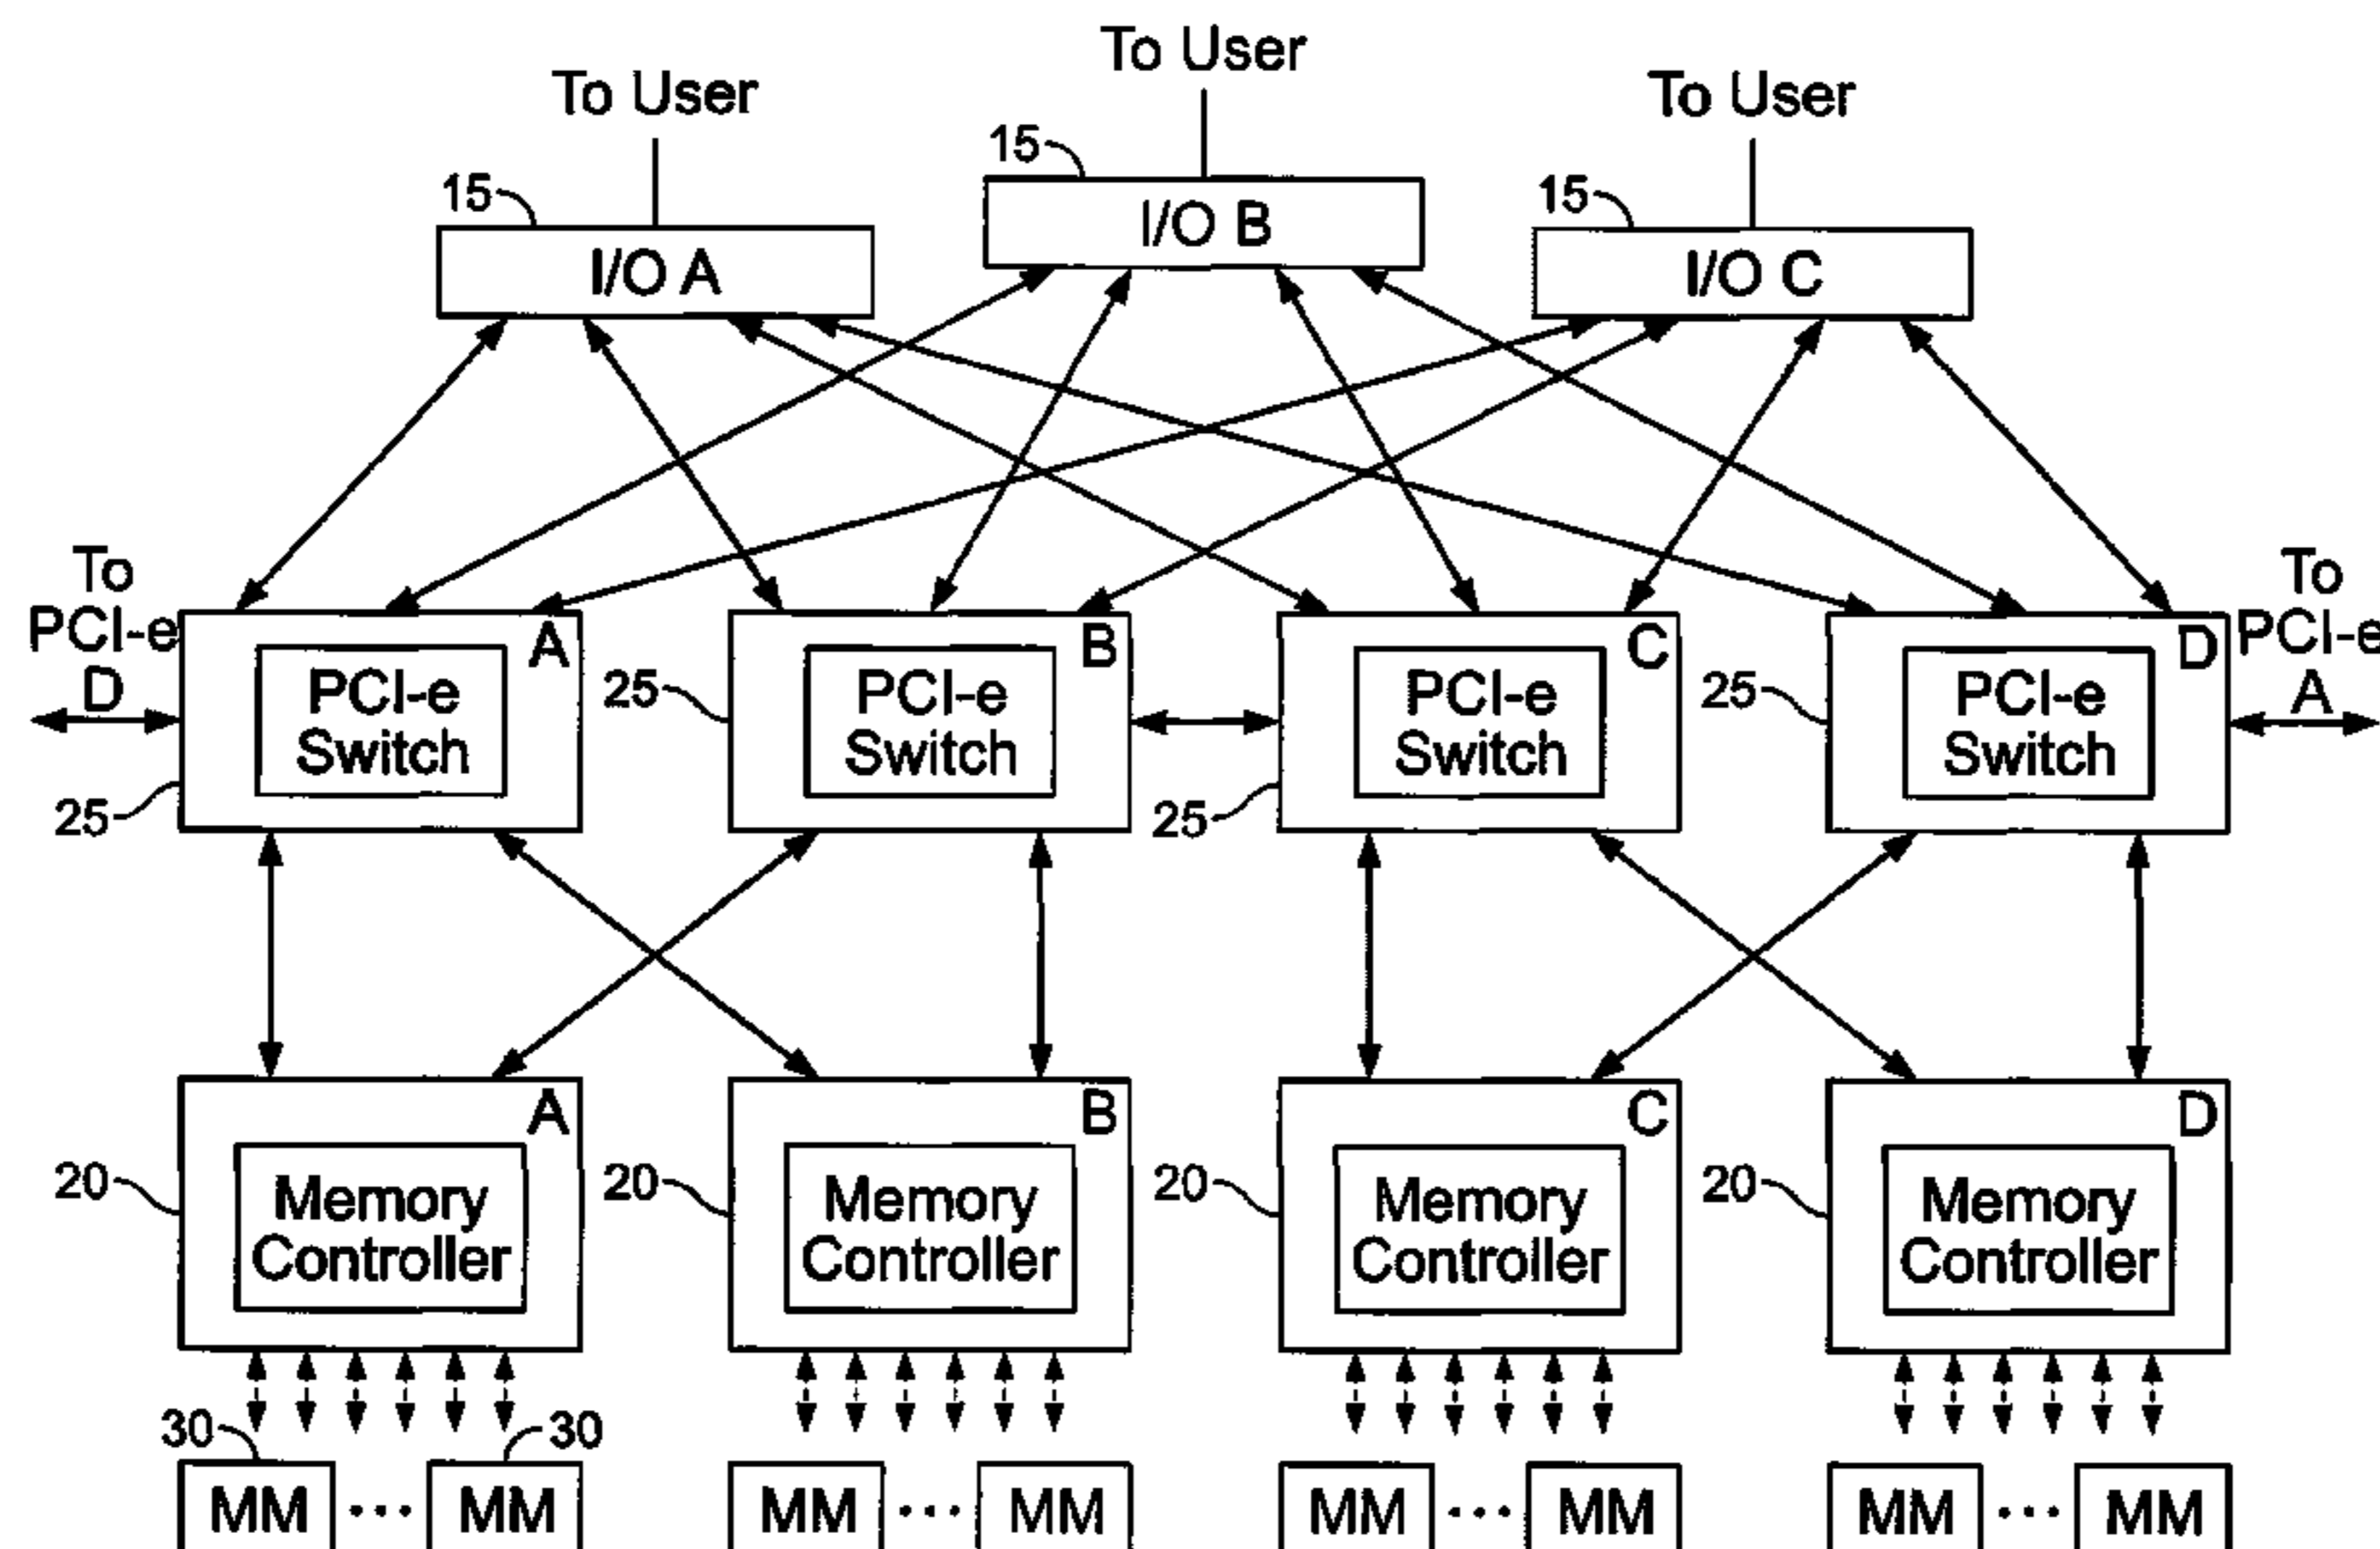 To User
To User
To User
15
15
15
I/O A
I/O B
I/O C
To
PCI-e
D
To
PCI-e
A
A
B
C
D
PCI-e
Switch
PCI-e
Switch
PCI-e
Switch
PCI-e
Switch
25
25
25
25
A
B
C
D
20
20
20
20
Memory
Controller
Memory
Controller
Memory
Controller
Memory
Controller
30
30
MM ... MM
MM ... MM
MM ... MM
MM ... MM